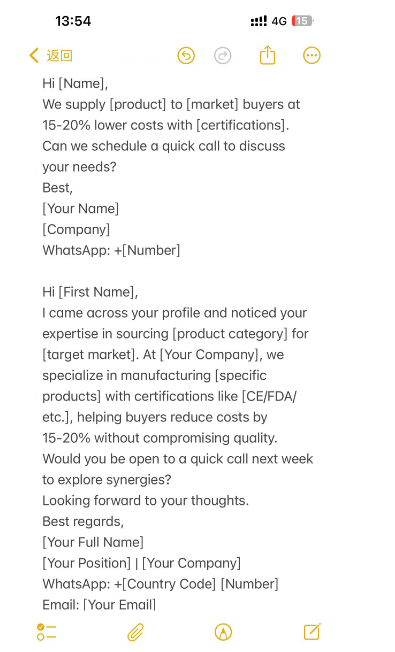 13:54
4G
15
返回
Hi [Name],
We supply [product] to [market] buyers at
15-20% lower costs with [certifications].
Can we schedule a quick call to discuss
your needs?
Best,
[Your Name]
[Company]
WhatsApp: +[Number]
Hi [First Name],
I came across your profile and noticed your
expertise in sourcing [product category] for
[target market]. At [Your Company], we
specialize in manufacturing [specific
products] with certifications like [CE/FDA/
etc.], helping buyers reduce costs by
15-20% without compromising quality.
Would you be open to a quick call next week
to explore synergies?
Looking forward to your thoughts.
Best regards,
[Your Full Name]
[Your Position] | [Your Company]
WhatsApp: +[Country Code] [Number]
Email: [Your Email]